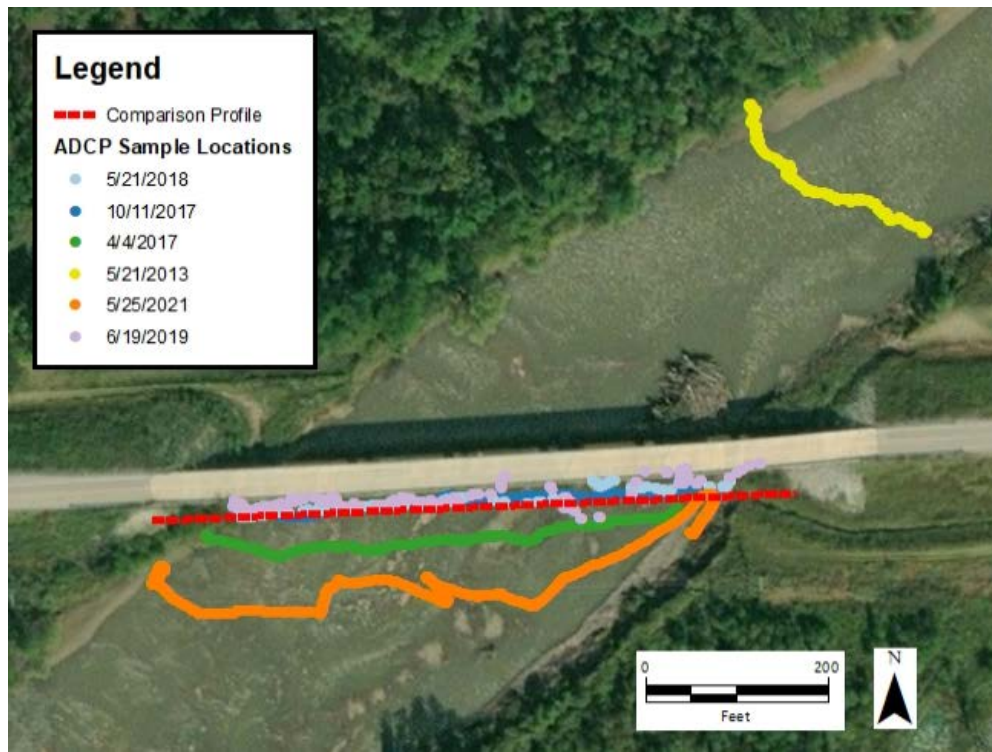 Legend
Comparison Profile
ADCP Sample Locations
5/21/2018
10/11/2017
4/4/2017
5/21/2013
5/25/2021
6/19/2019
0 200
Feet
N